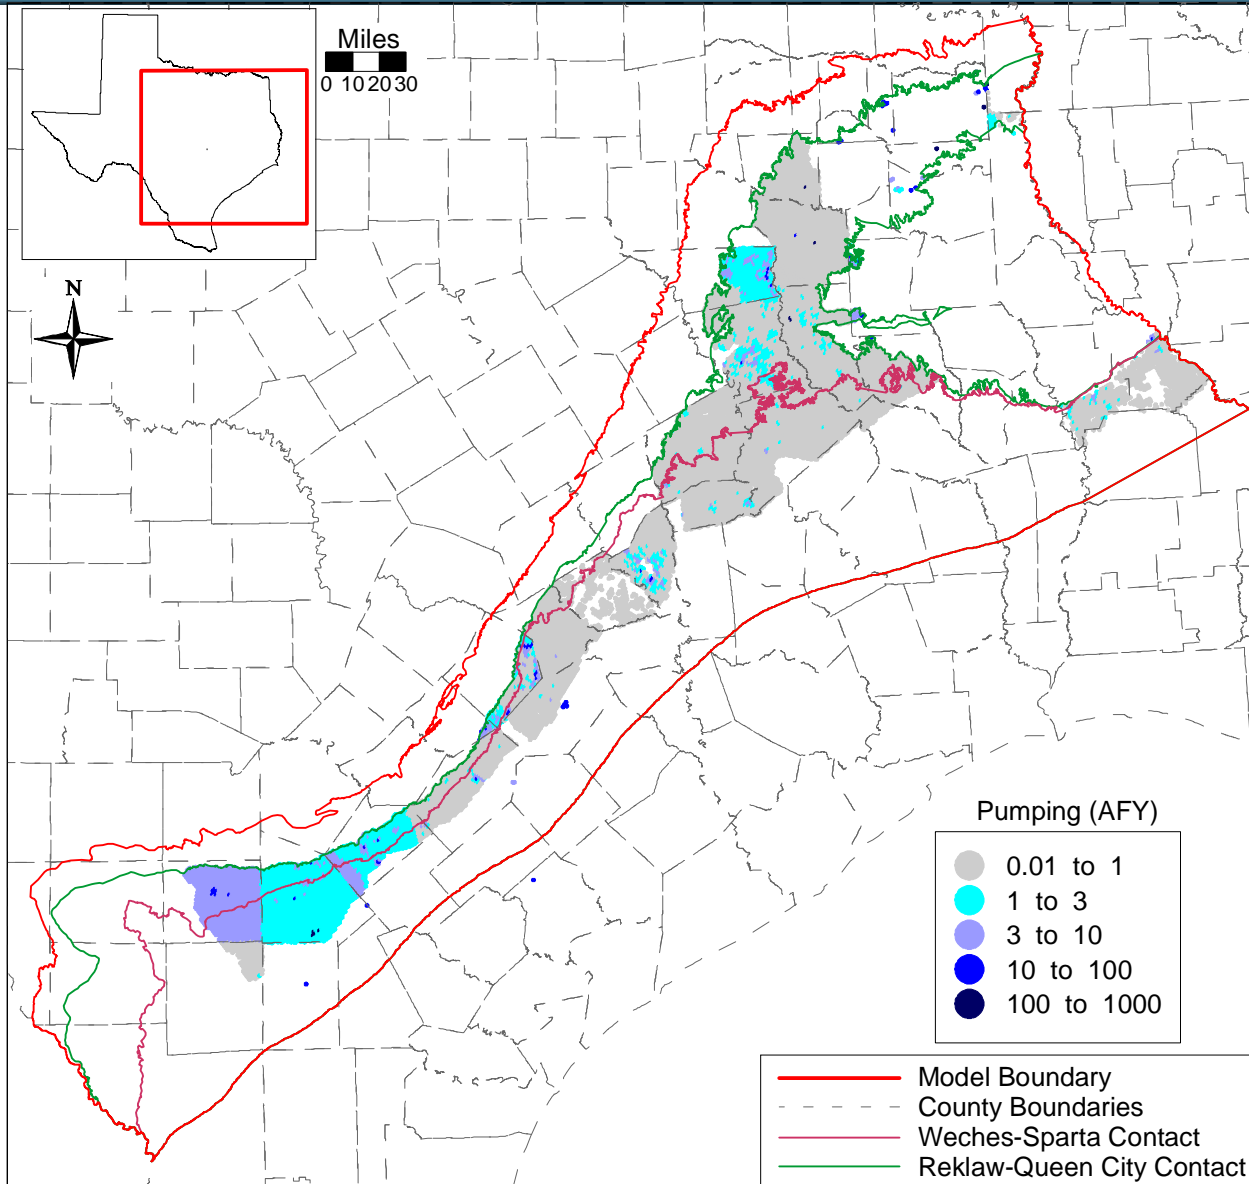 Miles
0 10 20 30
N
Pumping (AFY)
0.01 to 1
1 to 3
3 to 10
10 to 100
100 to 1000
Model Boundary
County Boundaries
Weches-Sparta Contact
Reklaw-Queen City Contact